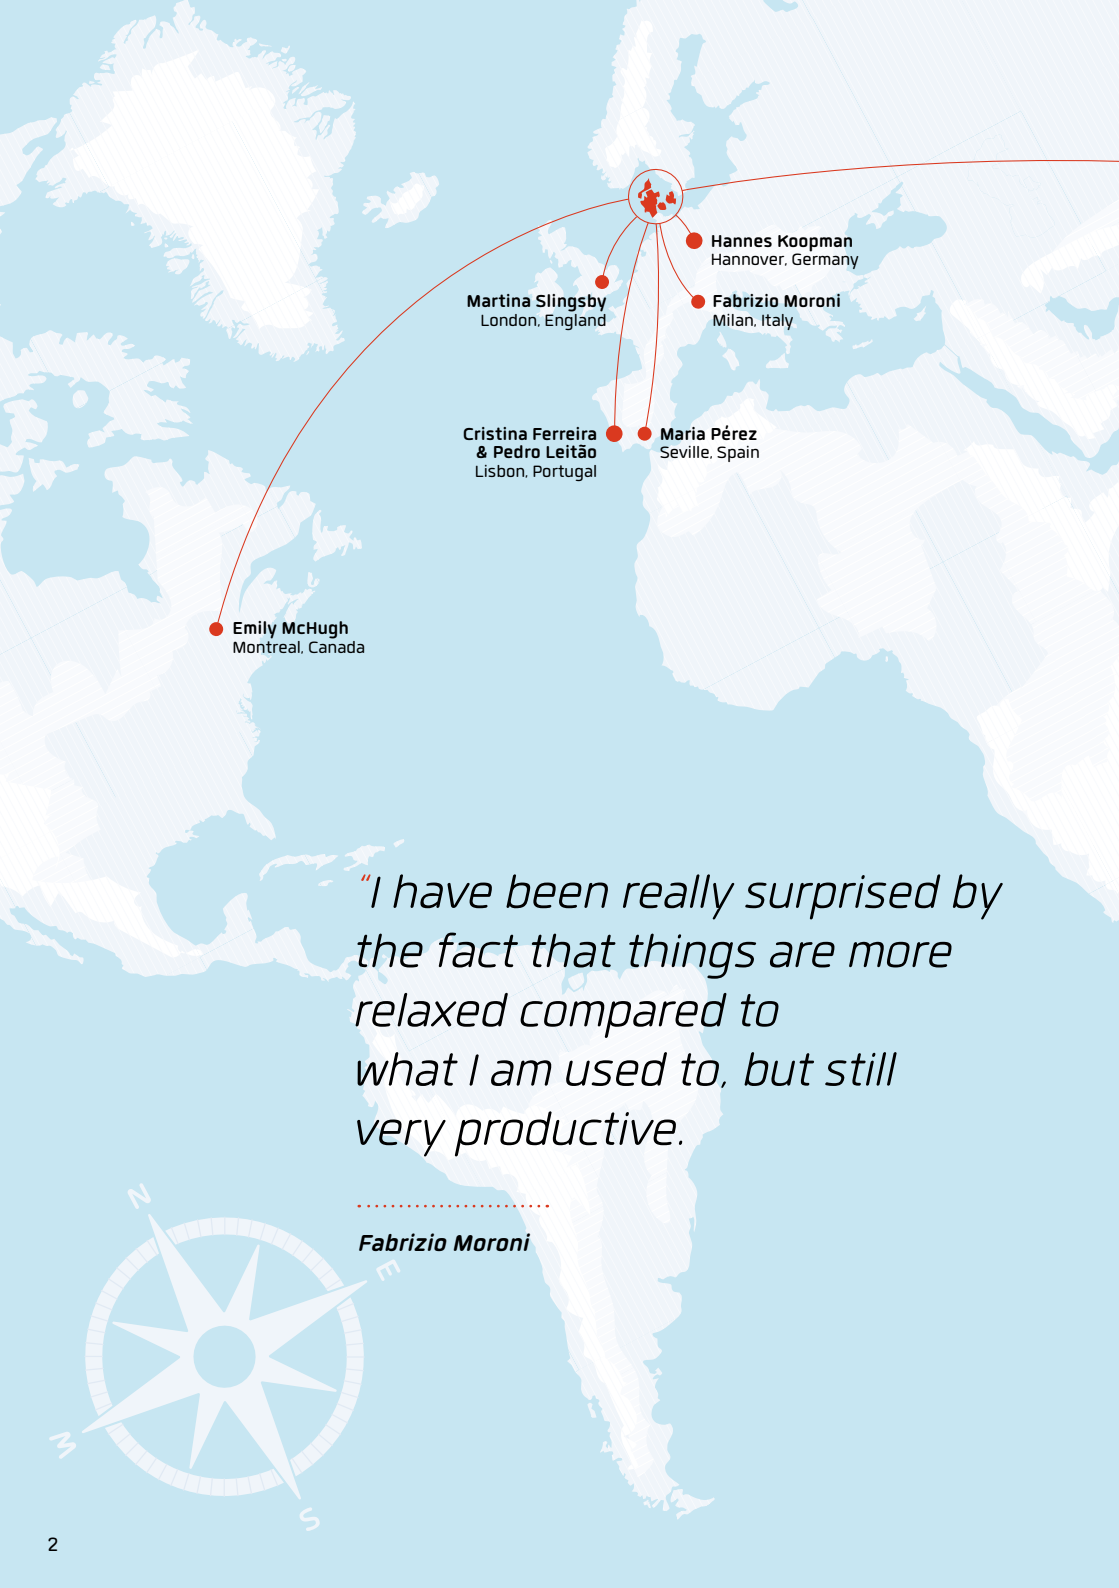 Hannes Koopman
Hannover, Germany
Martina Slingsby
London, England
Fabrizio Moroni
Milan, Italy
Cristina Ferreira
& Pedro Leitão
Lisbon, Portugal
Maria Pérez
Seville, Spain
Emily McHugh
Montreal, Canada
“I have been really surprised by
the fact that things are more
relaxed compared to
what I am used to, but still
very productive.
Fabrizio Moroni
N
E
W
S
2